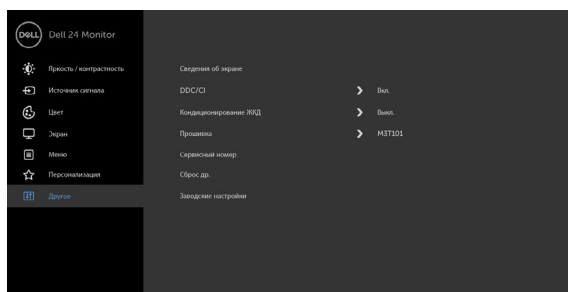 DELL Dell 24 Monitor
Яркость / контрастность
Сведения об экране
Источник сигнала
DDC/CI Вкл.
Цвет
Кондиционирование ЖКД Выкл.
Экран
Прошивка M3T101
Меню
Сервисный номер
Персонализация
Сброс др.
Другое
Заводские настройки